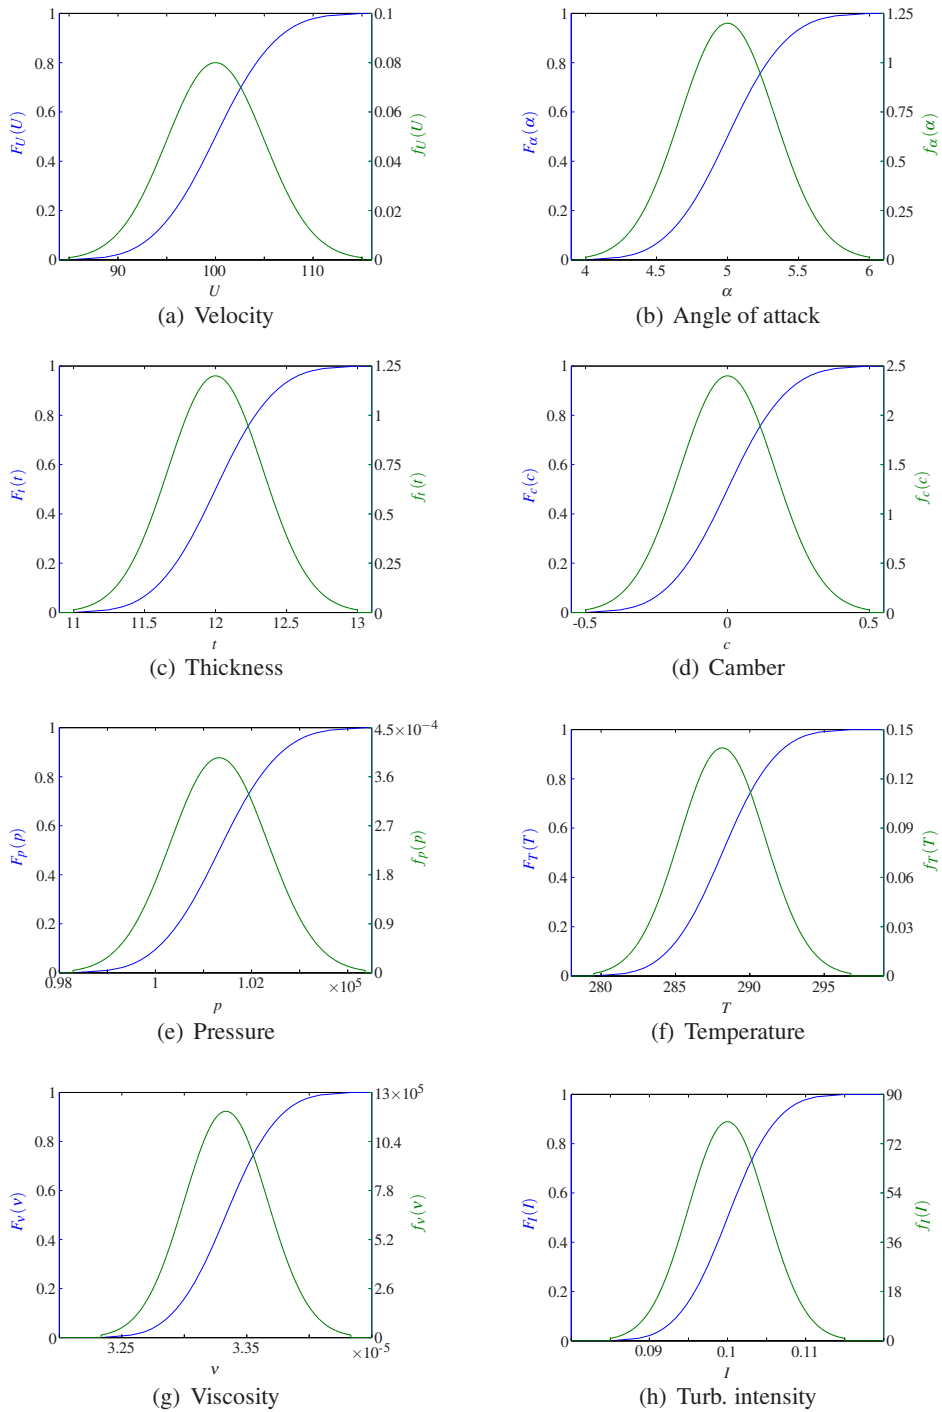 1 0.1
0.8 0.08
0.6 0.06
0.4 0.04
0.2 0.02
0 0
F_U(U) f_U(U)
90 100 110
U
(a) Velocity
1 1.25
0.8 1
0.6 0.75
0.4 0.5
0.2 0.25
0 0
F_α(α) f_α(α)
4 4.5 5 5.5 6
α
(b) Angle of attack
1 1.25
0.8 1
0.6 0.75
0.4 0.5
0.2 0.25
0 0
F_t(t) f_t(t)
11 11.5 12 12.5 13
t
(c) Thickness
1 2.5
0.8 2
0.6 1.5
0.4 1
0.2 0.5
0 0
F_c(c) f_c(c)
-0.5 0 0.5
c
(d) Camber
1 4.5×10⁻⁴
0.8 3.6
0.6 2.7
0.4 1.8
0.2 0.9
0 0
F_p(p) f_p(p)
0.98 1 1.02 ×10⁵
p
(e) Pressure
1 0.15
0.8 0.12
0.6 0.09
0.4 0.06
0.2 0.03
0 0
F_T(T) f_T(T)
280 285 290 295
T
(f) Temperature
1 13×10⁵
0.8 10.4
0.6 7.8
0.4 5.2
0.2 2.6
0 0
F_ν(ν) f_ν(ν)
3.25 3.35 ×10⁻⁵
ν
(g) Viscosity
1 90
0.8 72
0.6 54
0.4 36
0.2 18
0 0
F_I(I) f_I(I)
0.09 0.1 0.11
I
(h) Turb. intensity